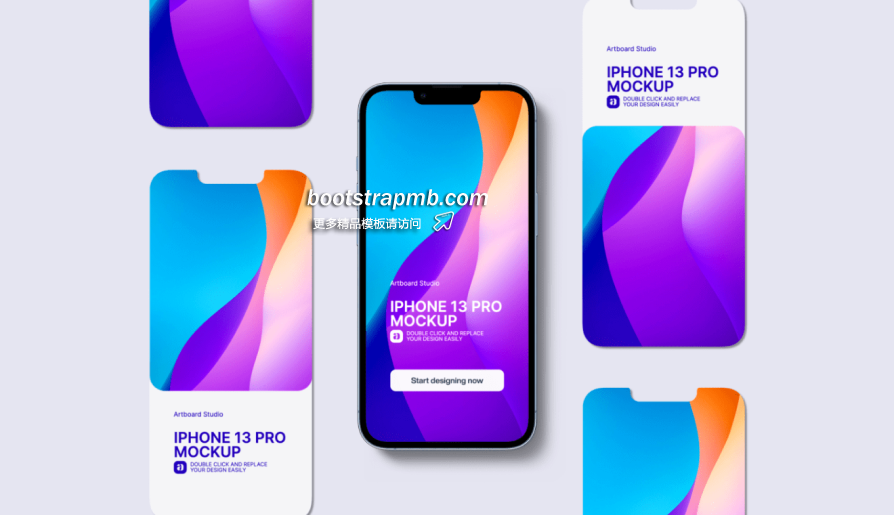 Artboard Studio
IPHONE 13 PRO
MOCKUP
a
DOUBLE CLICK AND REPLACE
YOUR DESIGN EASILY
bootstrapmb.com
更多精品模板请访问
Artboard Studio
IPHONE 13 PRO
MOCKUP
a
DOUBLE CLICK AND REPLACE
YOUR DESIGN EASILY
Start designing now
Artboard Studio
IPHONE 13 PRO
MOCKUP
a
DOUBLE CLICK AND REPLACE
YOUR DESIGN EASILY